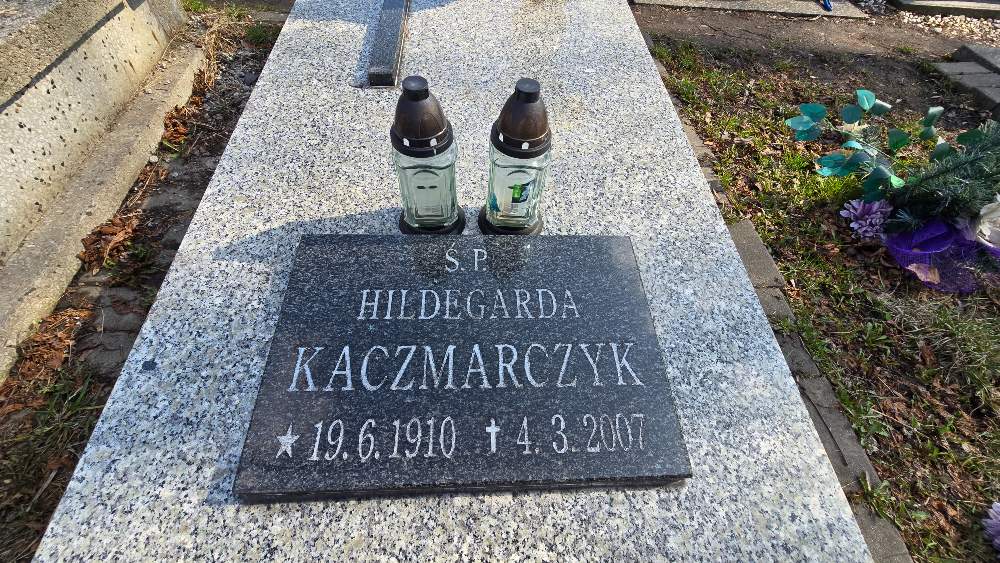 Ś. P.
HILDEGARDA
KACZMARCZYK
19.6.1910 4.3.2007